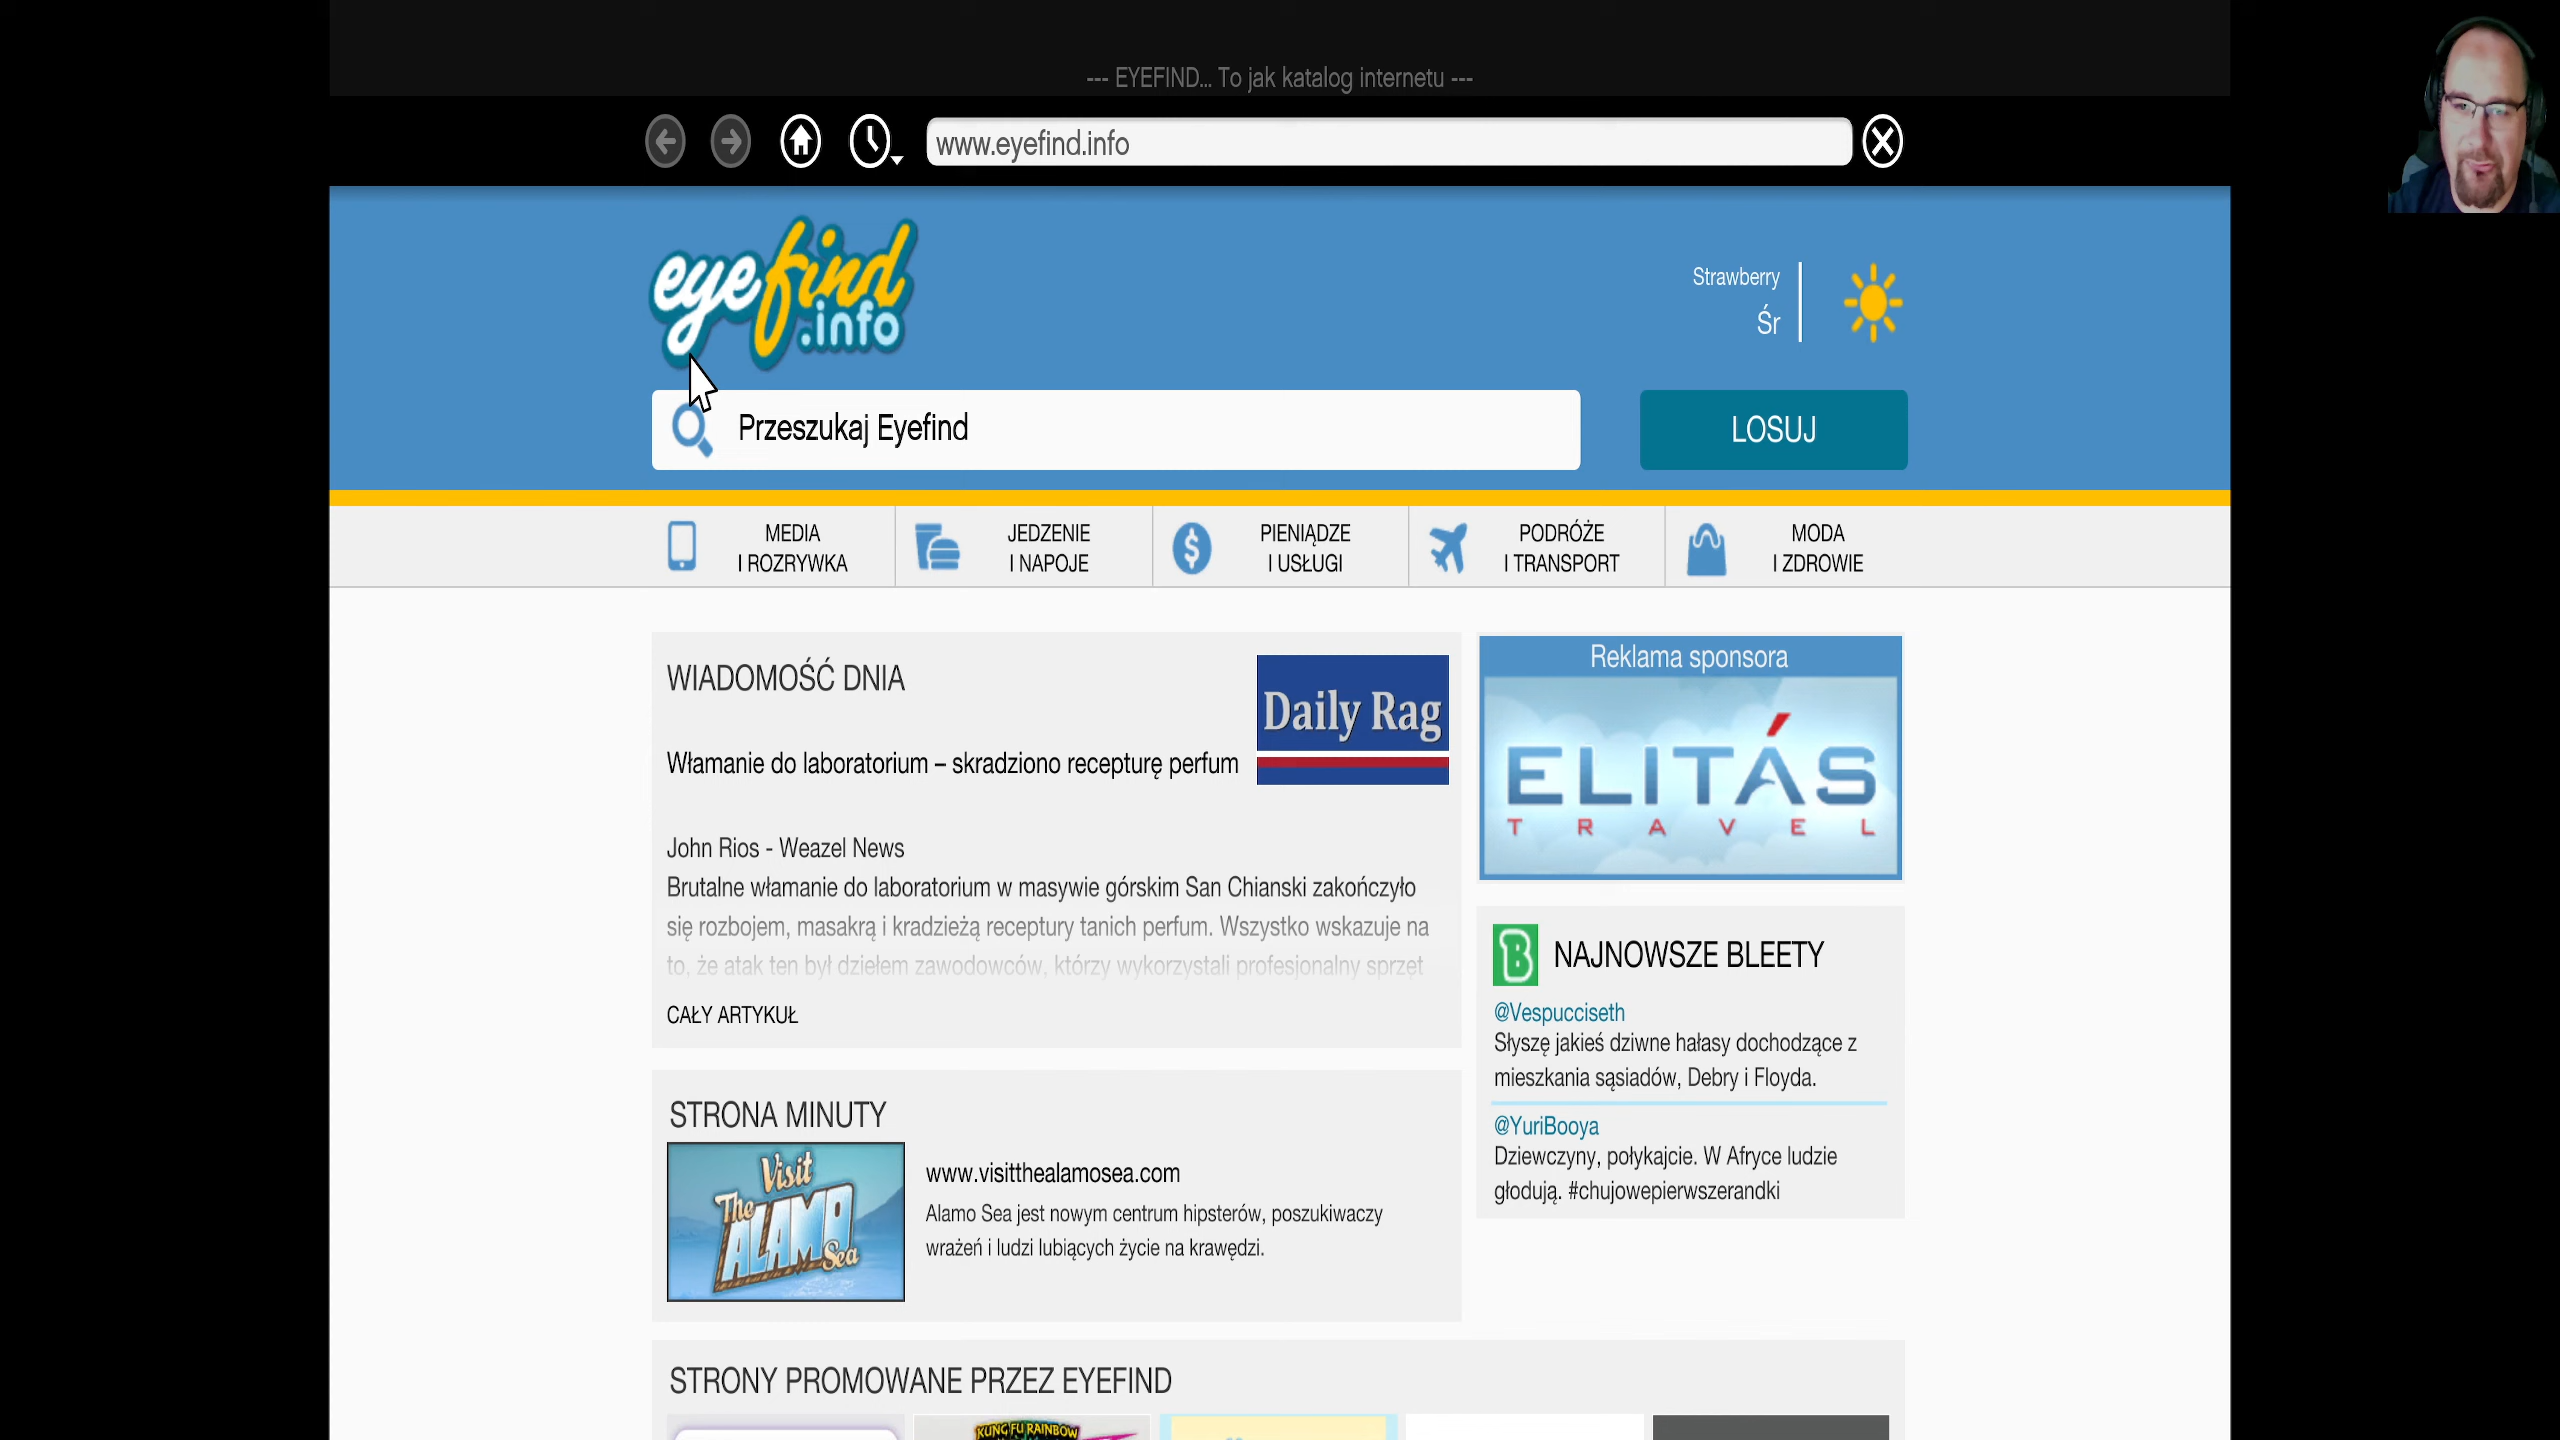 --- EYEFIND... To jak katalog internetu ---
www.eyefind.info
eyefind
.info
Strawberry
Śr
Przeszukaj Eyefind
LOSUJ
MEDIA
I ROZRYWKA
JEDZENIE
I NAPOJE
PIENIĄDZE
I USŁUGI
PODRÓŻE
I TRANSPORT
MODA
I ZDROWIE
WIADOMOŚĆ DNIA
Daily Rag
Włamanie do laboratorium – skradziono recepturę perfum
John Rios - Weazel News
Brutalne włamanie do laboratorium w masywie górskim San Chianski zakończyło
się rozbojem, masakrą i kradzieżą receptury tanich perfum. Wszystko wskazuje na
to, że atak ten był dziełem zawodowców, którzy wykorzystali profesjonalny sprzęt
CAŁY ARTYKUŁ
Reklama sponsora
ELITÁS
TRAVEL
B NAJNOWSZE BLEETY
@Vespucciseth
Słyszę jakieś dziwne hałasy dochodzące z
mieszkania sąsiadów, Debry i Floyda.
@YuriBooya
Dziewczyny, połykajcie. W Afryce ludzie
głodują. #chujowepierwszerandki
STRONA MINUTY
Visit
The ALAMO
Sea
www.visitthealamosea.com
Alamo Sea jest nowym centrum hipsterów, poszukiwaczy
wrażeń i ludzi lubiących życie na krawędzi.
STRONY PROMOWANE PRZEZ EYEFIND
KUNG FU RAINBOW